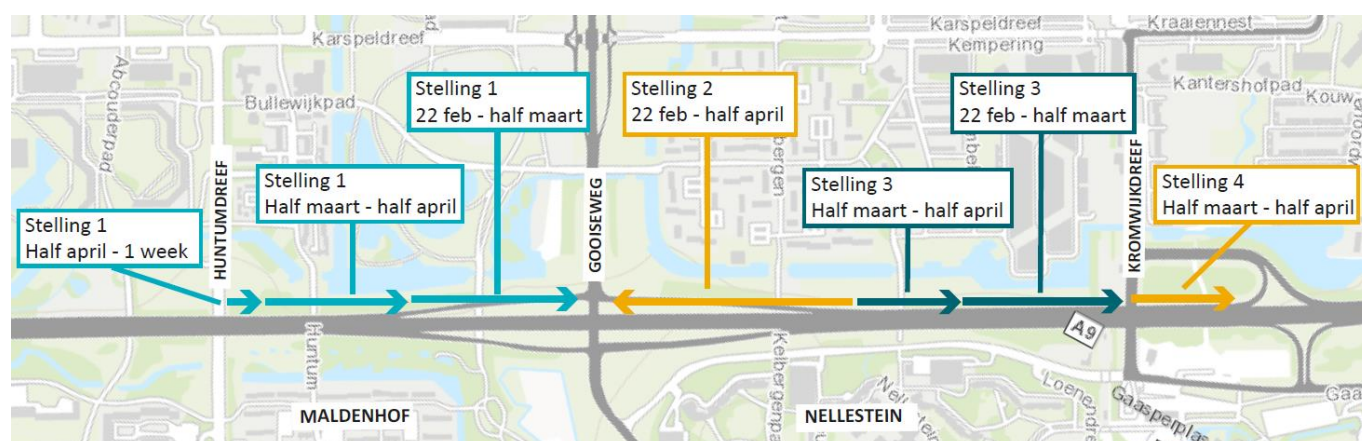 Karspeldreef
Karspeldreef
Kraaiennest
Kempering
Abcouderpad
Bullewijkpad
Kantershofpad
Stelling 1
22 feb - half maart
Stelling 2
22 feb - half april
Stelling 3
22 feb - half maart
Stelling 1
Half maart - half april
Stelling 3
Half maart - half april
Stelling 4
Half maart - half april
Stelling 1
Half april - 1 week
HUNTUMDREEF
GOOISEWEG
KROMWIJKDREEF
A9
Huntum
MALDENHOF
NELLESTEIN